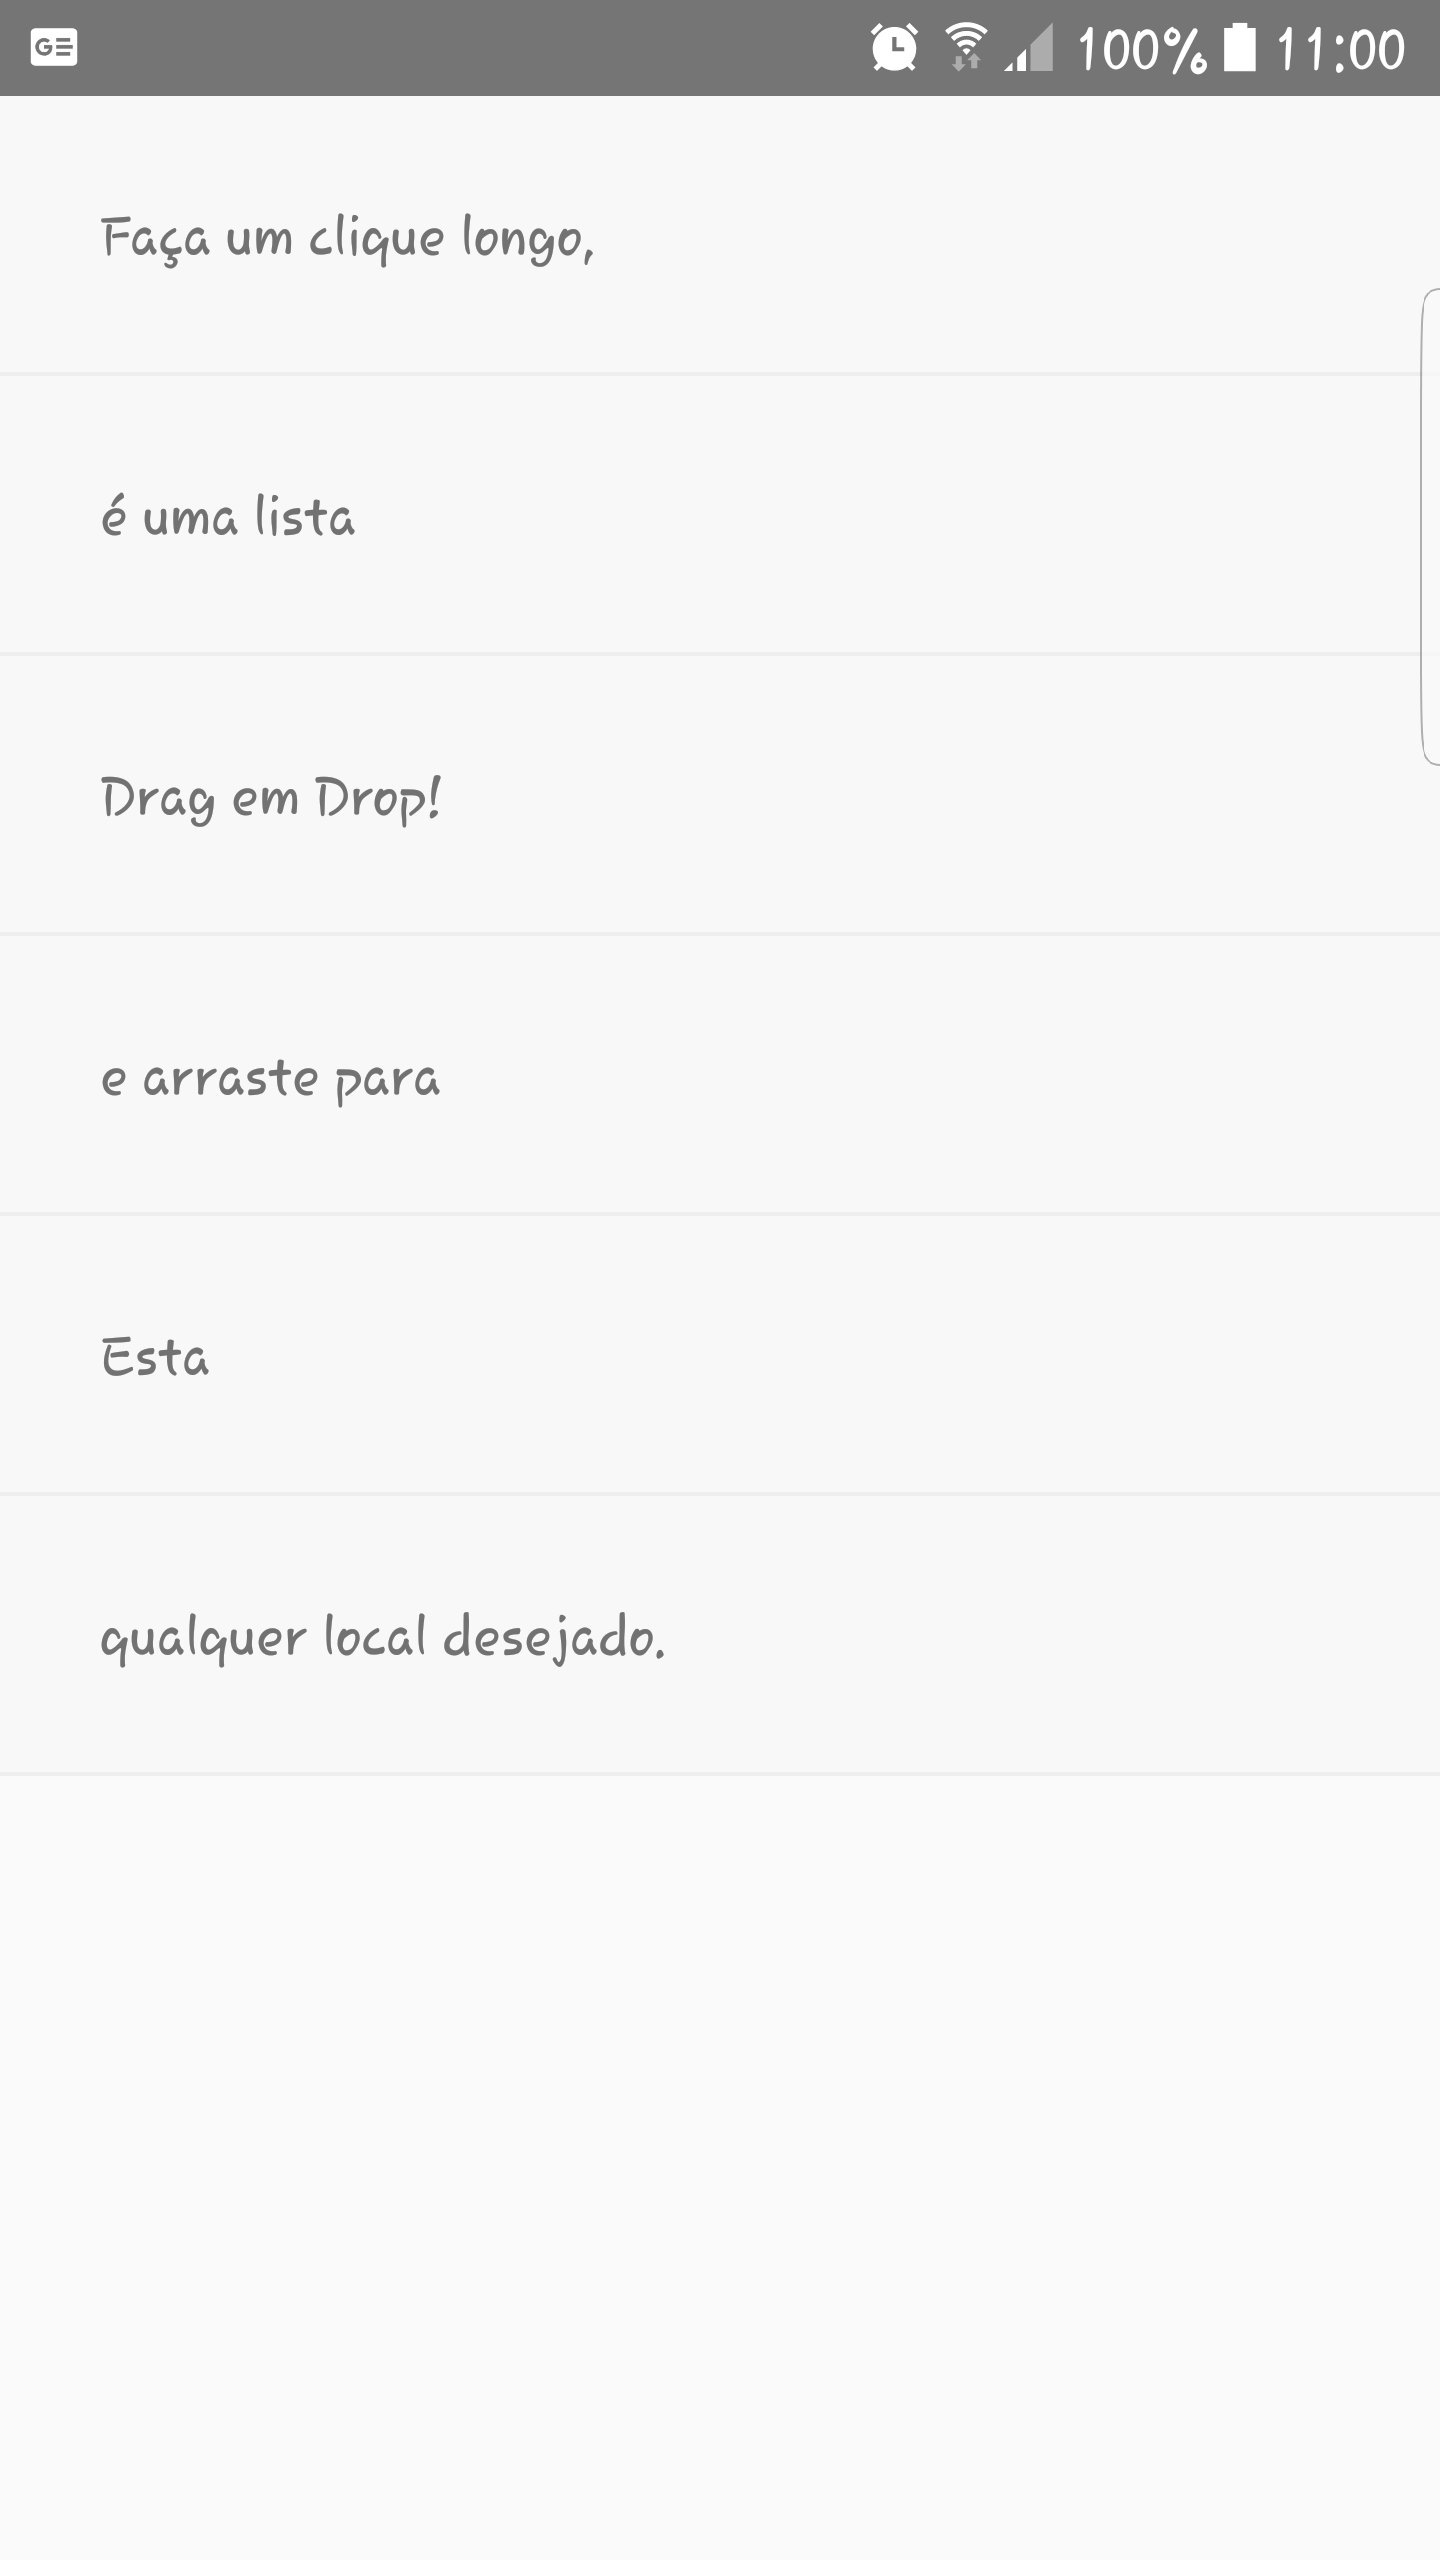 GE 100% 11:00
Faça um clique longo,
é uma lista
Drag em Drop!
e arraste para
Esta
qualquer local desejado.